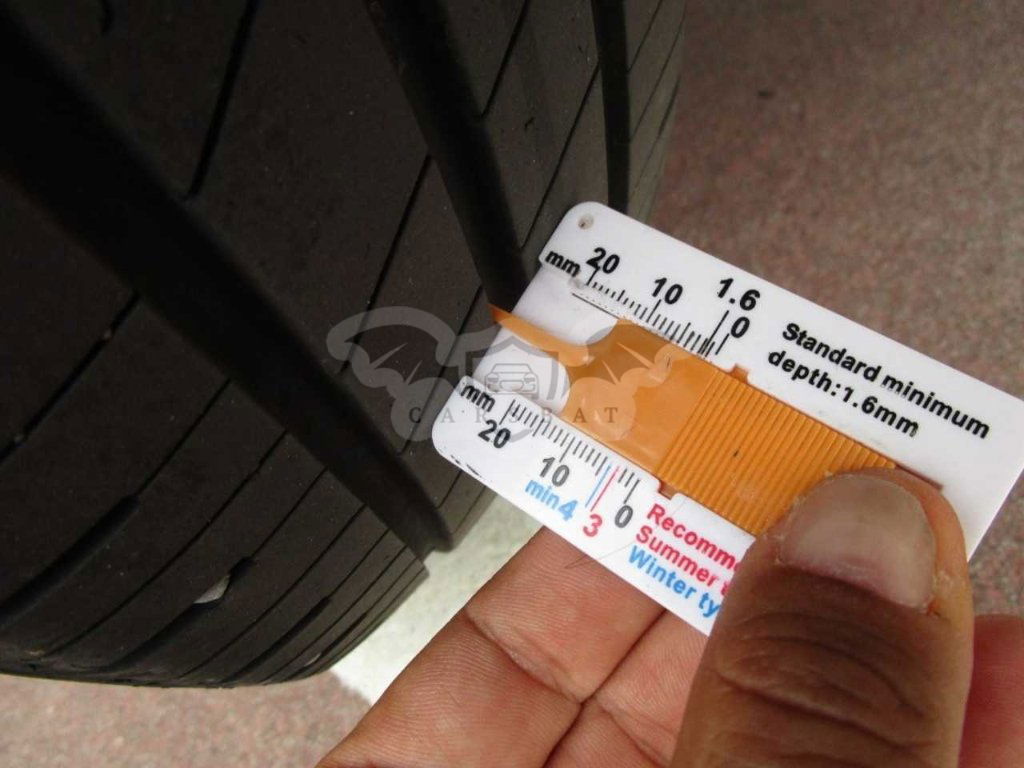 mm 20 10 1.6
0
Standard minimum
depth:1.6mm
mm
20 10 0
min4 3
Recomm
Summer
Winter ty
CARSBAT